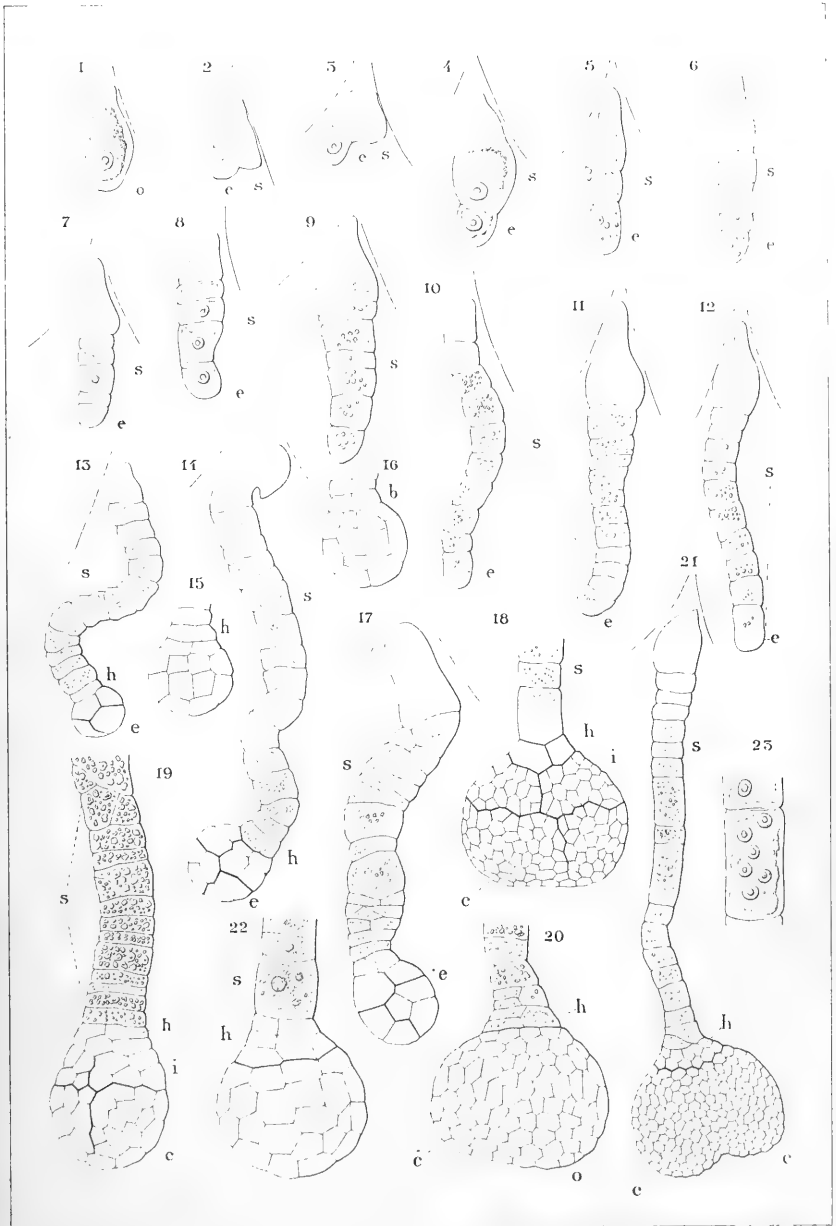 1 2 3 4 5 6
o e s e s s e s e s e
7 8 9 10 11 12
s e s e s s e e s e
13 14 16 15
s h e s h e b h
17 18 21 23
s e s h i c s h c e
19 22 20
s h i c s h h c o